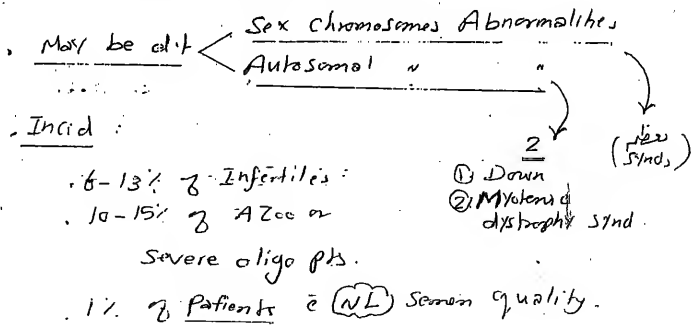 . May be d.t Sex Chromosomes Abnormalities
Autosomal " "
. Incid :
. 6-13% of Infertiles :
. 10-15% of AZoo or
severe oligo pts.
. 1% of Patients c̄ (NL) semen quality.
2
① Down
② Myotonic
dystrophy synd.
(
Synds)